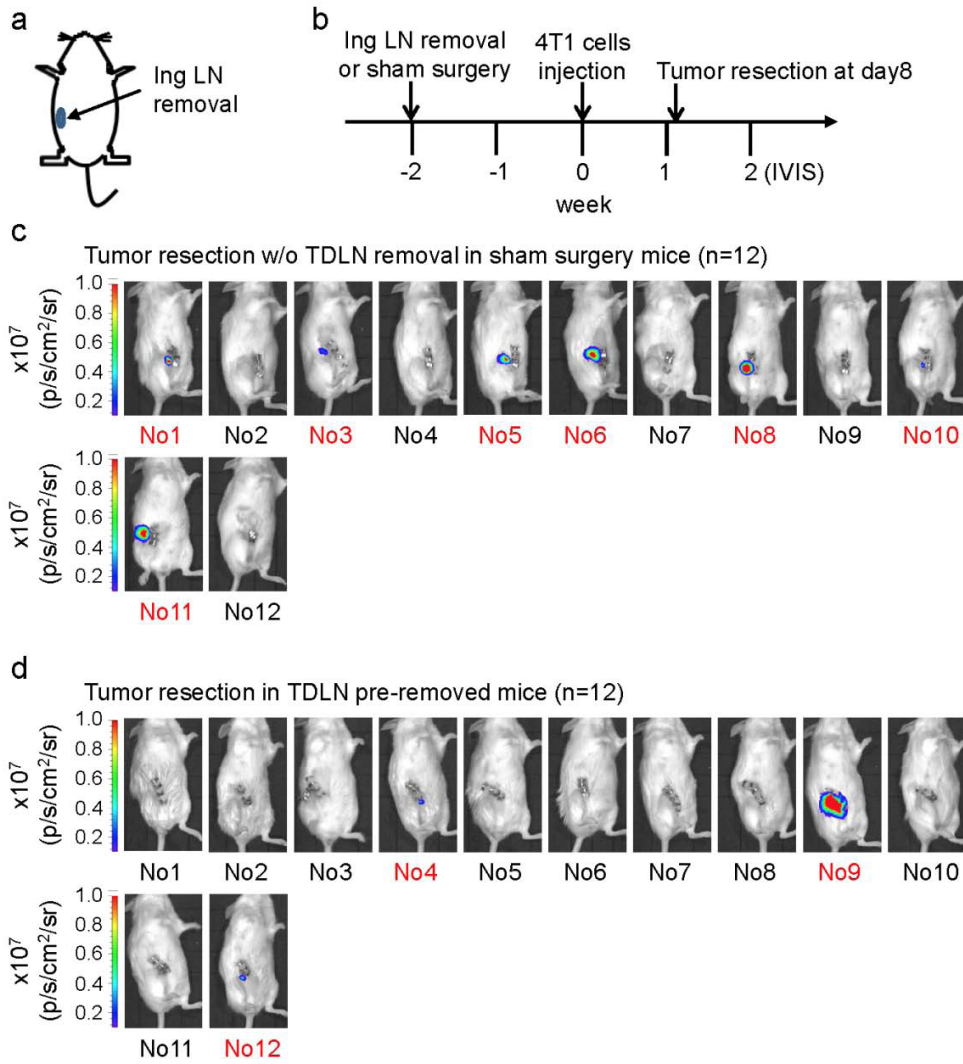 a
Ing LN
removal
b
Ing LN removal
or sham surgery
4T1 cells
injection
Tumor resection at day8
-2 -1 0 1 2 (IVIS)
week
c
Tumor resection w/o TDLN removal in sham surgery mice (n=12)
x10⁷
(p/s/cm²/sr)
1.0
0.8
0.6
0.4
0.2
No1 No2 No3 No4 No5 No6 No7 No8 No9 No10
x10⁷
(p/s/cm²/sr)
1.0
0.8
0.6
0.4
0.2
No11 No12
d
Tumor resection in TDLN pre-removed mice (n=12)
x10⁷
(p/s/cm²/sr)
1.0
0.8
0.6
0.4
0.2
No1 No2 No3 No4 No5 No6 No7 No8 No9 No10
x10⁷
(p/s/cm²/sr)
1.0
0.8
0.6
0.4
0.2
No11 No12